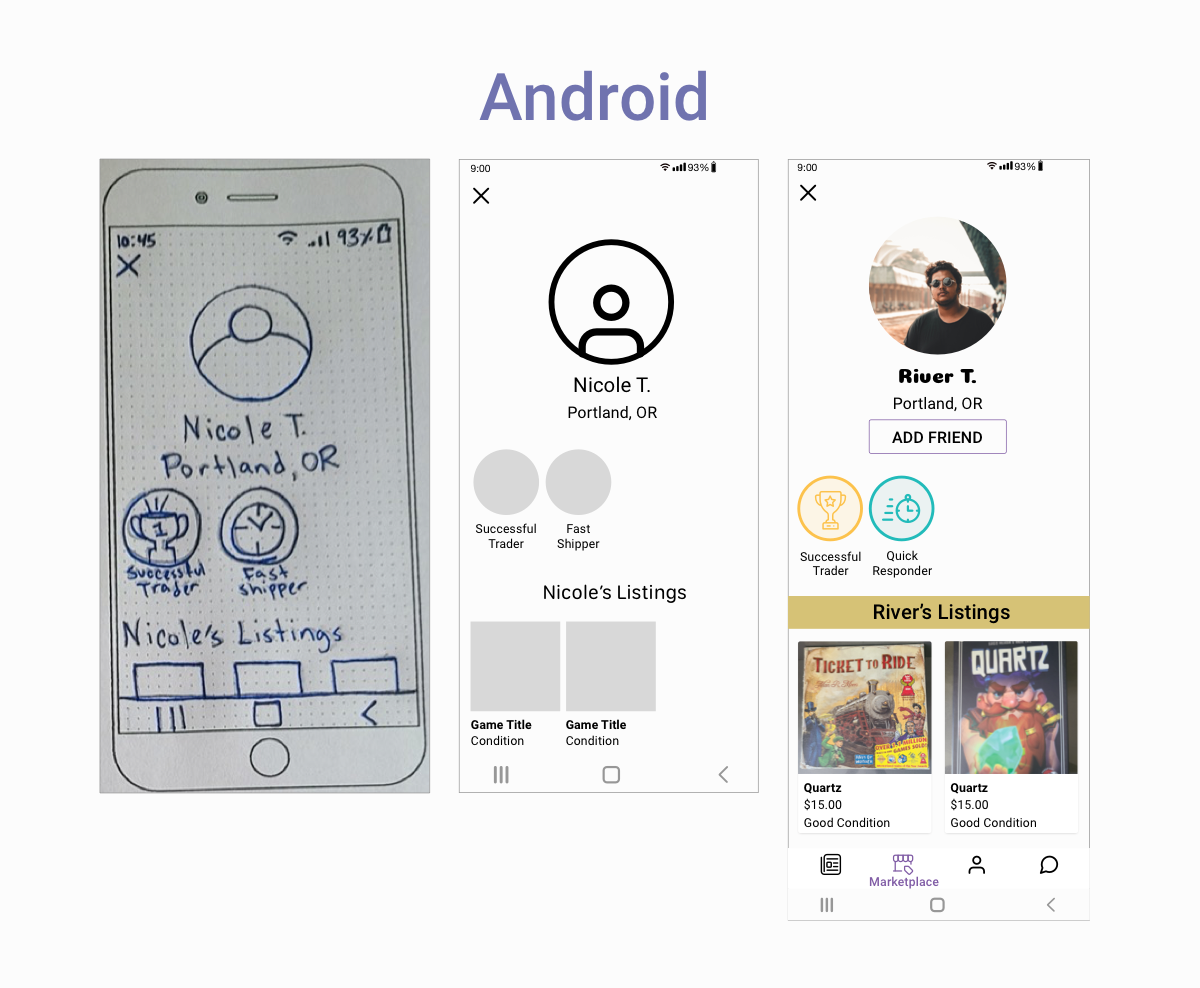 Android
10:45 93%
X
Nicole T.
Portland, OR
Successful
Trader
Fast
Shipper
Nicole's Listings
9:00 93%
Nicole T.
Portland, OR
Successful
Trader
Fast
Shipper
Nicole's Listings
Game Title
Condition
Game Title
Condition
9:00 93%
River T.
Portland, OR
ADD FRIEND
Successful
Trader
Quick
Responder
River's Listings
TICKET TO RIDE
QUARTZ
Quartz
$15.00
Good Condition
Quartz
$15.00
Good Condition
Marketplace